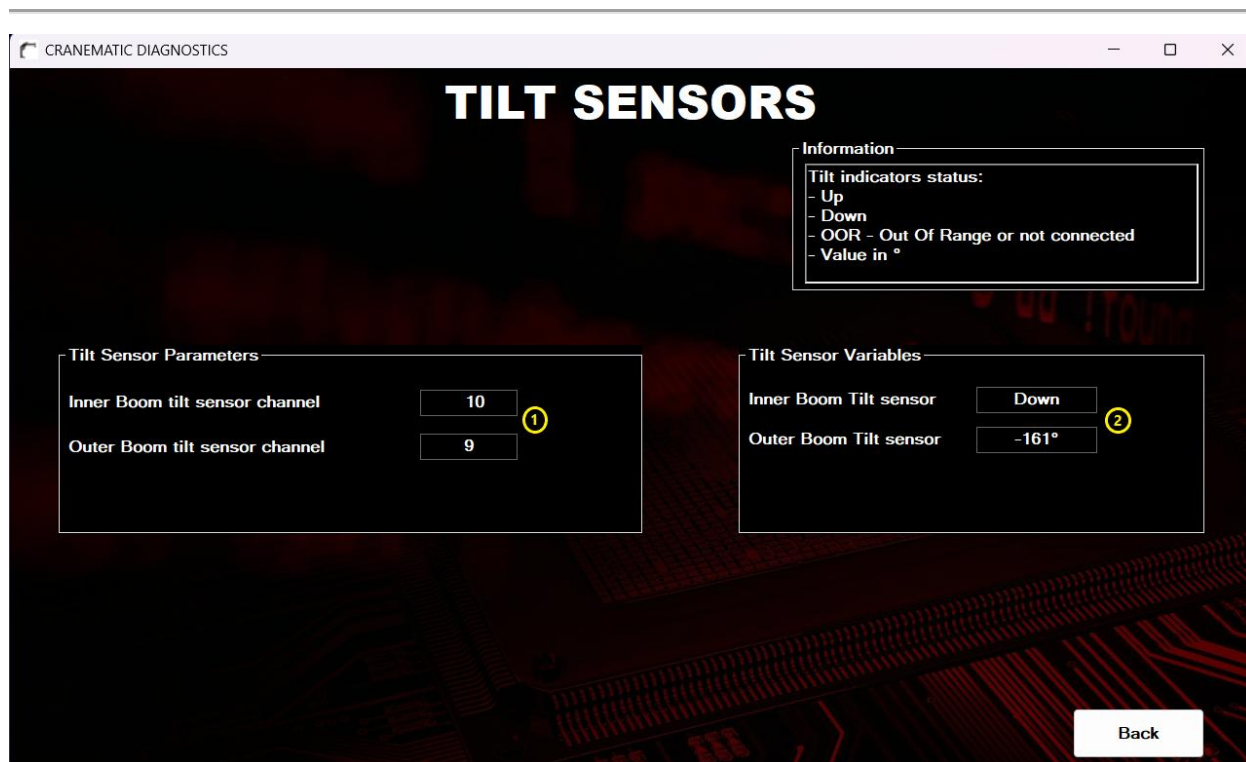 CRANEMATIC DIAGNOSTICS
TILT SENSORS
Information
Tilt indicators status:
- Up
- Down
- OOR - Out Of Range or not connected
- Value in °
Tilt Sensor Parameters
Inner Boom tilt sensor channel 10
1
Outer Boom tilt sensor channel 9
Tilt Sensor Variables
Inner Boom Tilt sensor Down
2
Outer Boom Tilt sensor -161°
Back